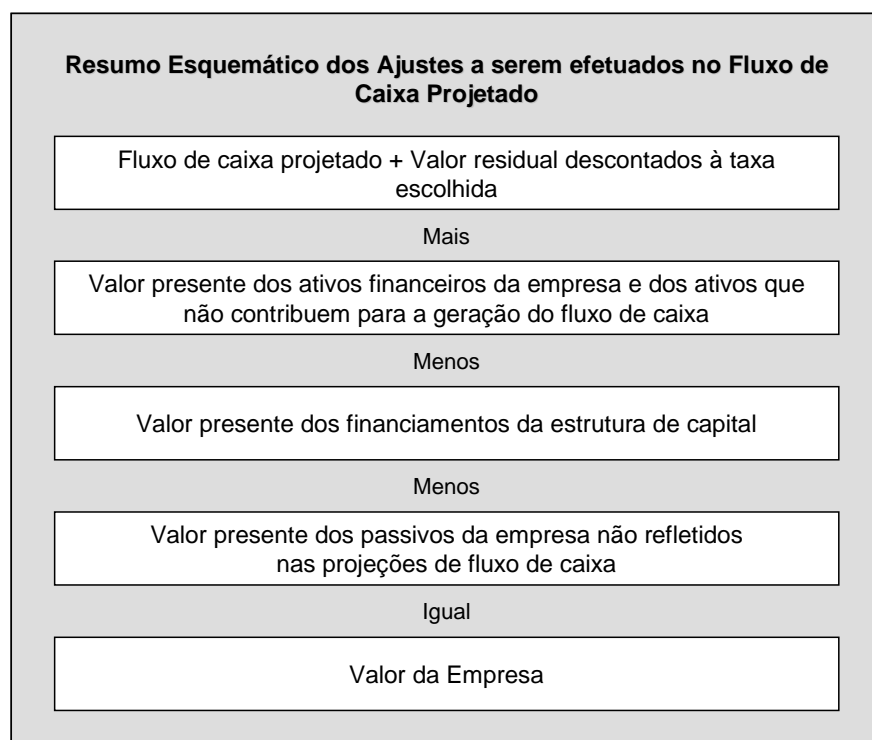 Resumo Esquemático dos Ajustes a serem efetuados no Fluxo de
Caixa Projetado
Fluxo de caixa projetado + Valor residual descontados à taxa
escolhida
Mais
Valor presente dos ativos financeiros da empresa e dos ativos que
não contribuem para a geração do fluxo de caixa
Menos
Valor presente dos financiamentos da estrutura de capital
Menos
Valor presente dos passivos da empresa não refletidos
nas projeções de fluxo de caixa
Igual
Valor da Empresa